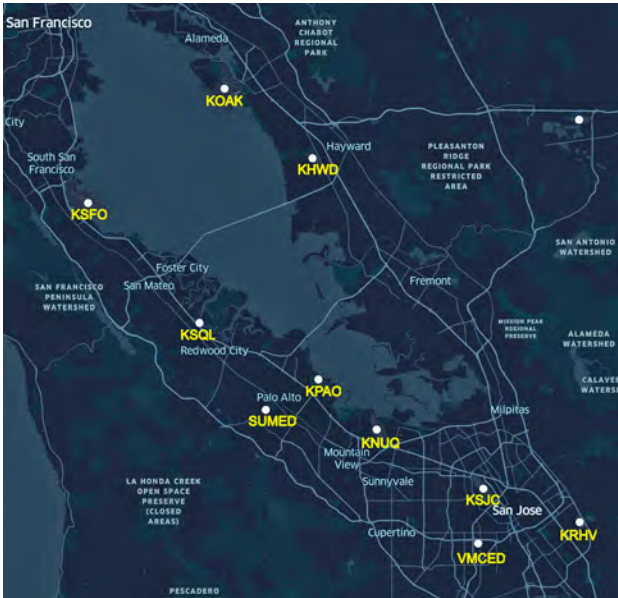 San Francisco
ANTHONY
CHABOT
REGIONAL
PARK
Alameda
KOAK
City
Hayward
PLEASANTON
RIDGE
REGIONAL PARK
RESTRICTED
AREA
South San
Francisco
KHWD
KSFO
SAN ANTONIO
WATERSHED
Foster City
Fremont
SAN FRANCISCO
PENINSULA
WATERSHED
San Mateo
KSQL
MISSION PEAK
REGIONAL
PRESERVE
ALAMEDA
WATERSHED
Redwood City
KPAO
CALAVER
WATERSH
Palo Alto
SUMED
Milpitas
KNUQ
Mountain
View
Sunnyvale
LA HONDA CREEK
OPEN SPACE
PRESERVE
(CLOSED
AREAS)
KSJC
San Jose
KRHV
Cupertino
VMCED
PESCADERO